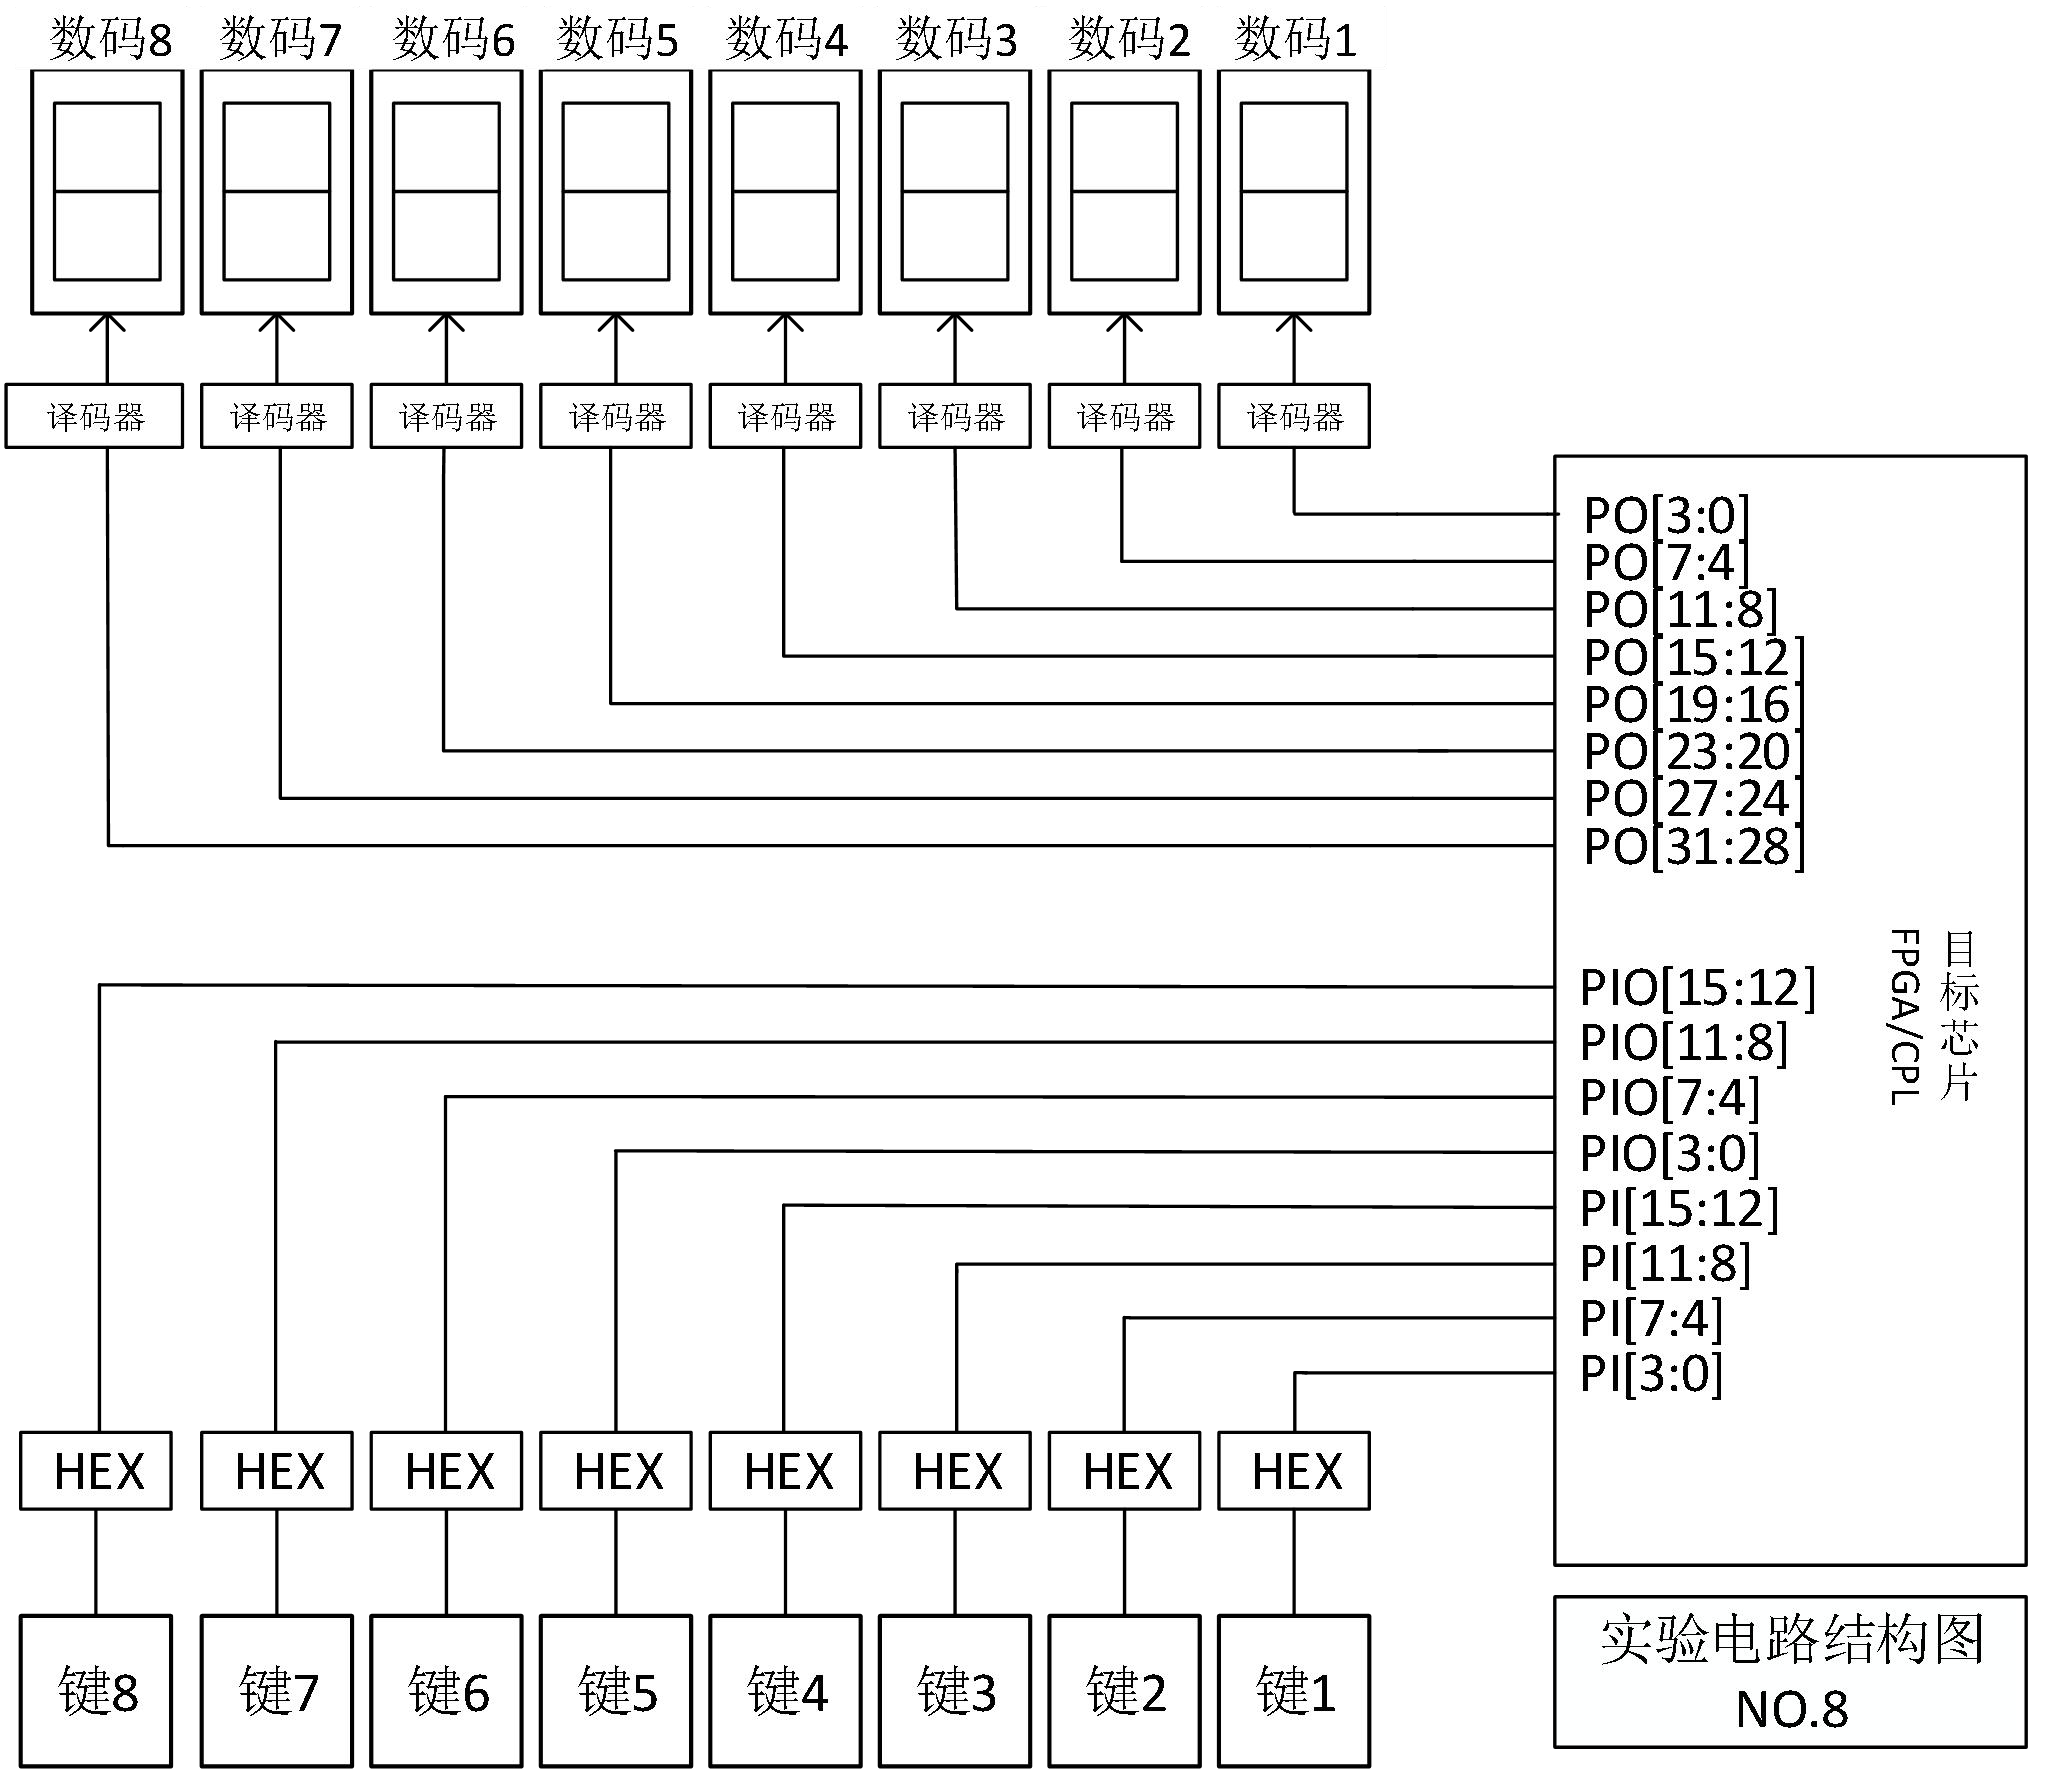 数码8 数码7 数码6 数码5 数码4 数码3 数码2 数码1
译码器 译码器 译码器 译码器 译码器 译码器 译码器 译码器
PO[3:0]
PO[7:4]
PO[11:8]
PO[15:12]
PO[19:16]
PO[23:20]
PO[27:24]
PO[31:28]
目标芯片
FPGA/CPL
PIO[15:12]
PIO[11:8]
PIO[7:4]
PIO[3:0]
PI[15:12]
PI[11:8]
PI[7:4]
PI[3:0]
HEX HEX HEX HEX HEX HEX HEX HEX
键8 键7 键6 键5 键4 键3 键2 键1
实验电路结构图
NO.8